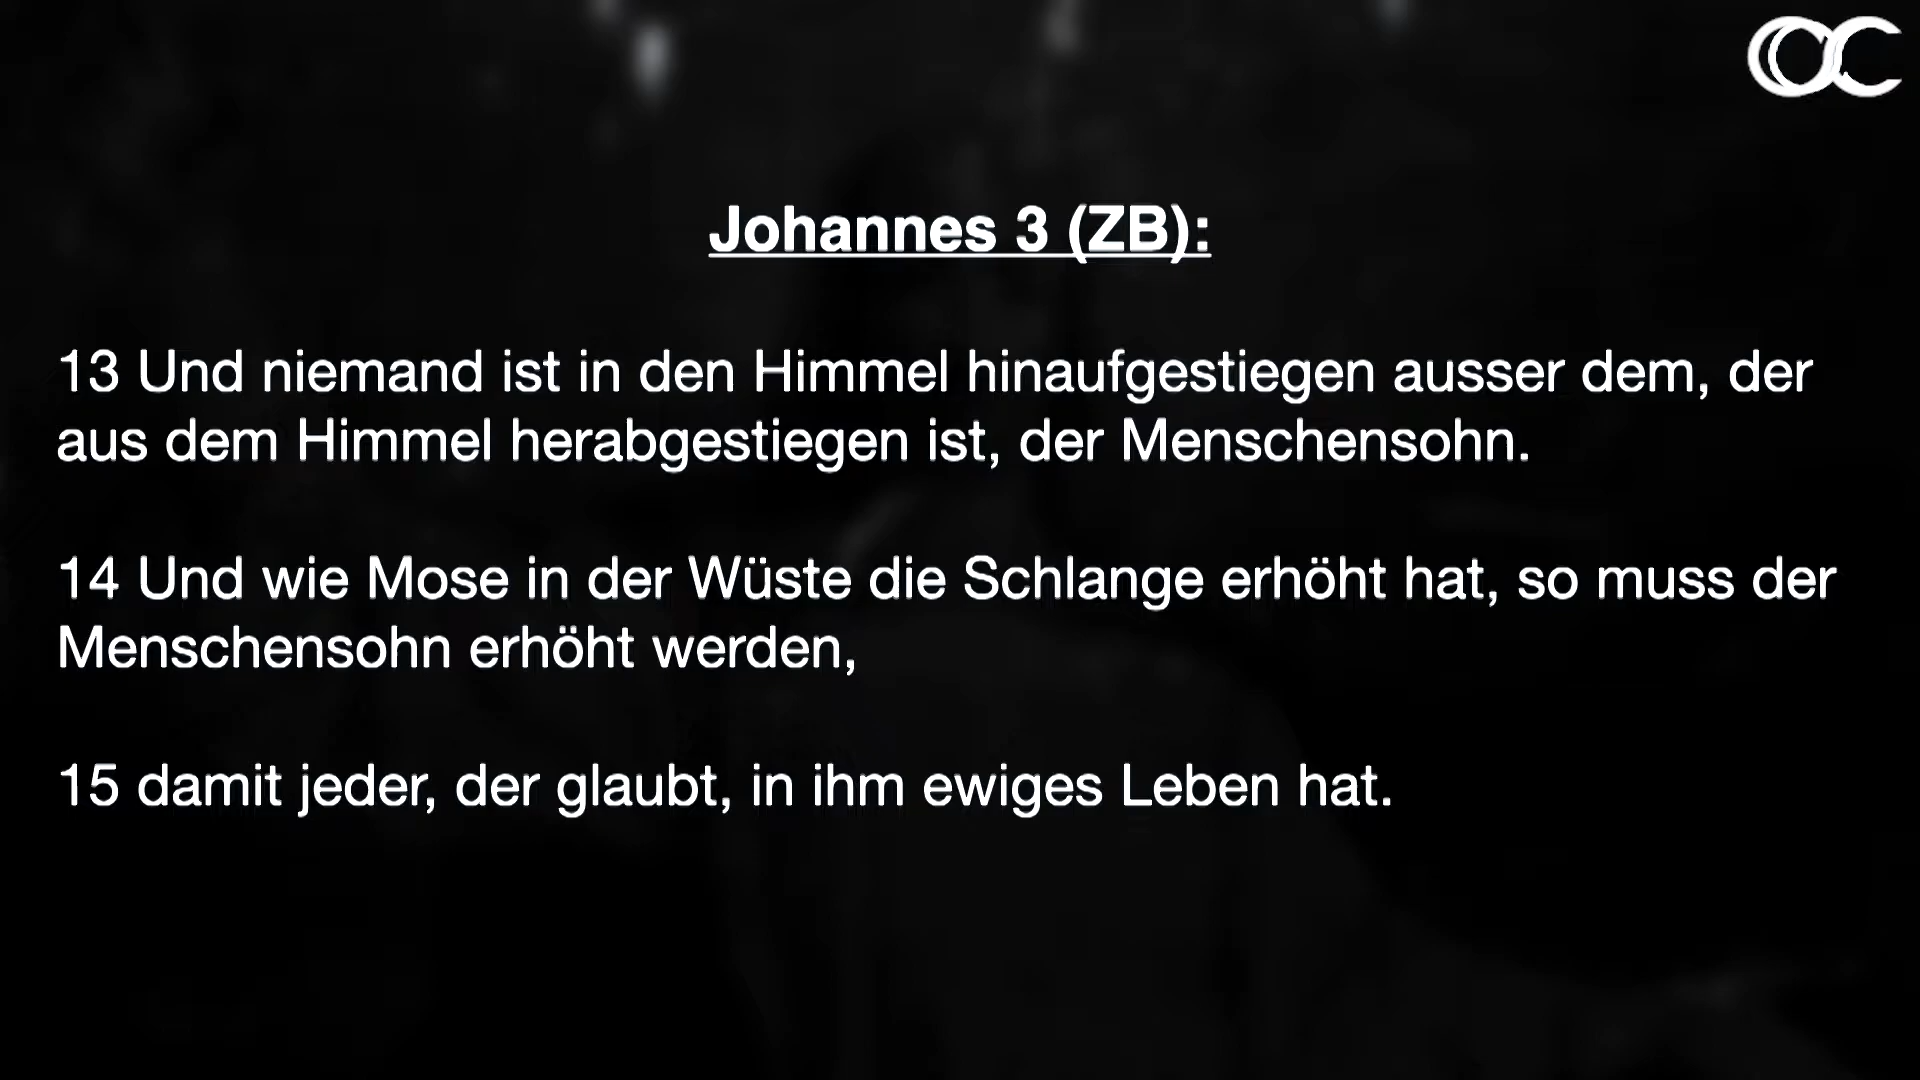 OC
Johannes 3 (ZB):
13 Und niemand ist in den Himmel hinaufgestiegen ausser dem, der
aus dem Himmel herabgestiegen ist, der Menschensohn.
14 Und wie Mose in der Wüste die Schlange erhöht hat, so muss der
Menschensohn erhöht werden,
15 damit jeder, der glaubt, in ihm ewiges Leben hat.